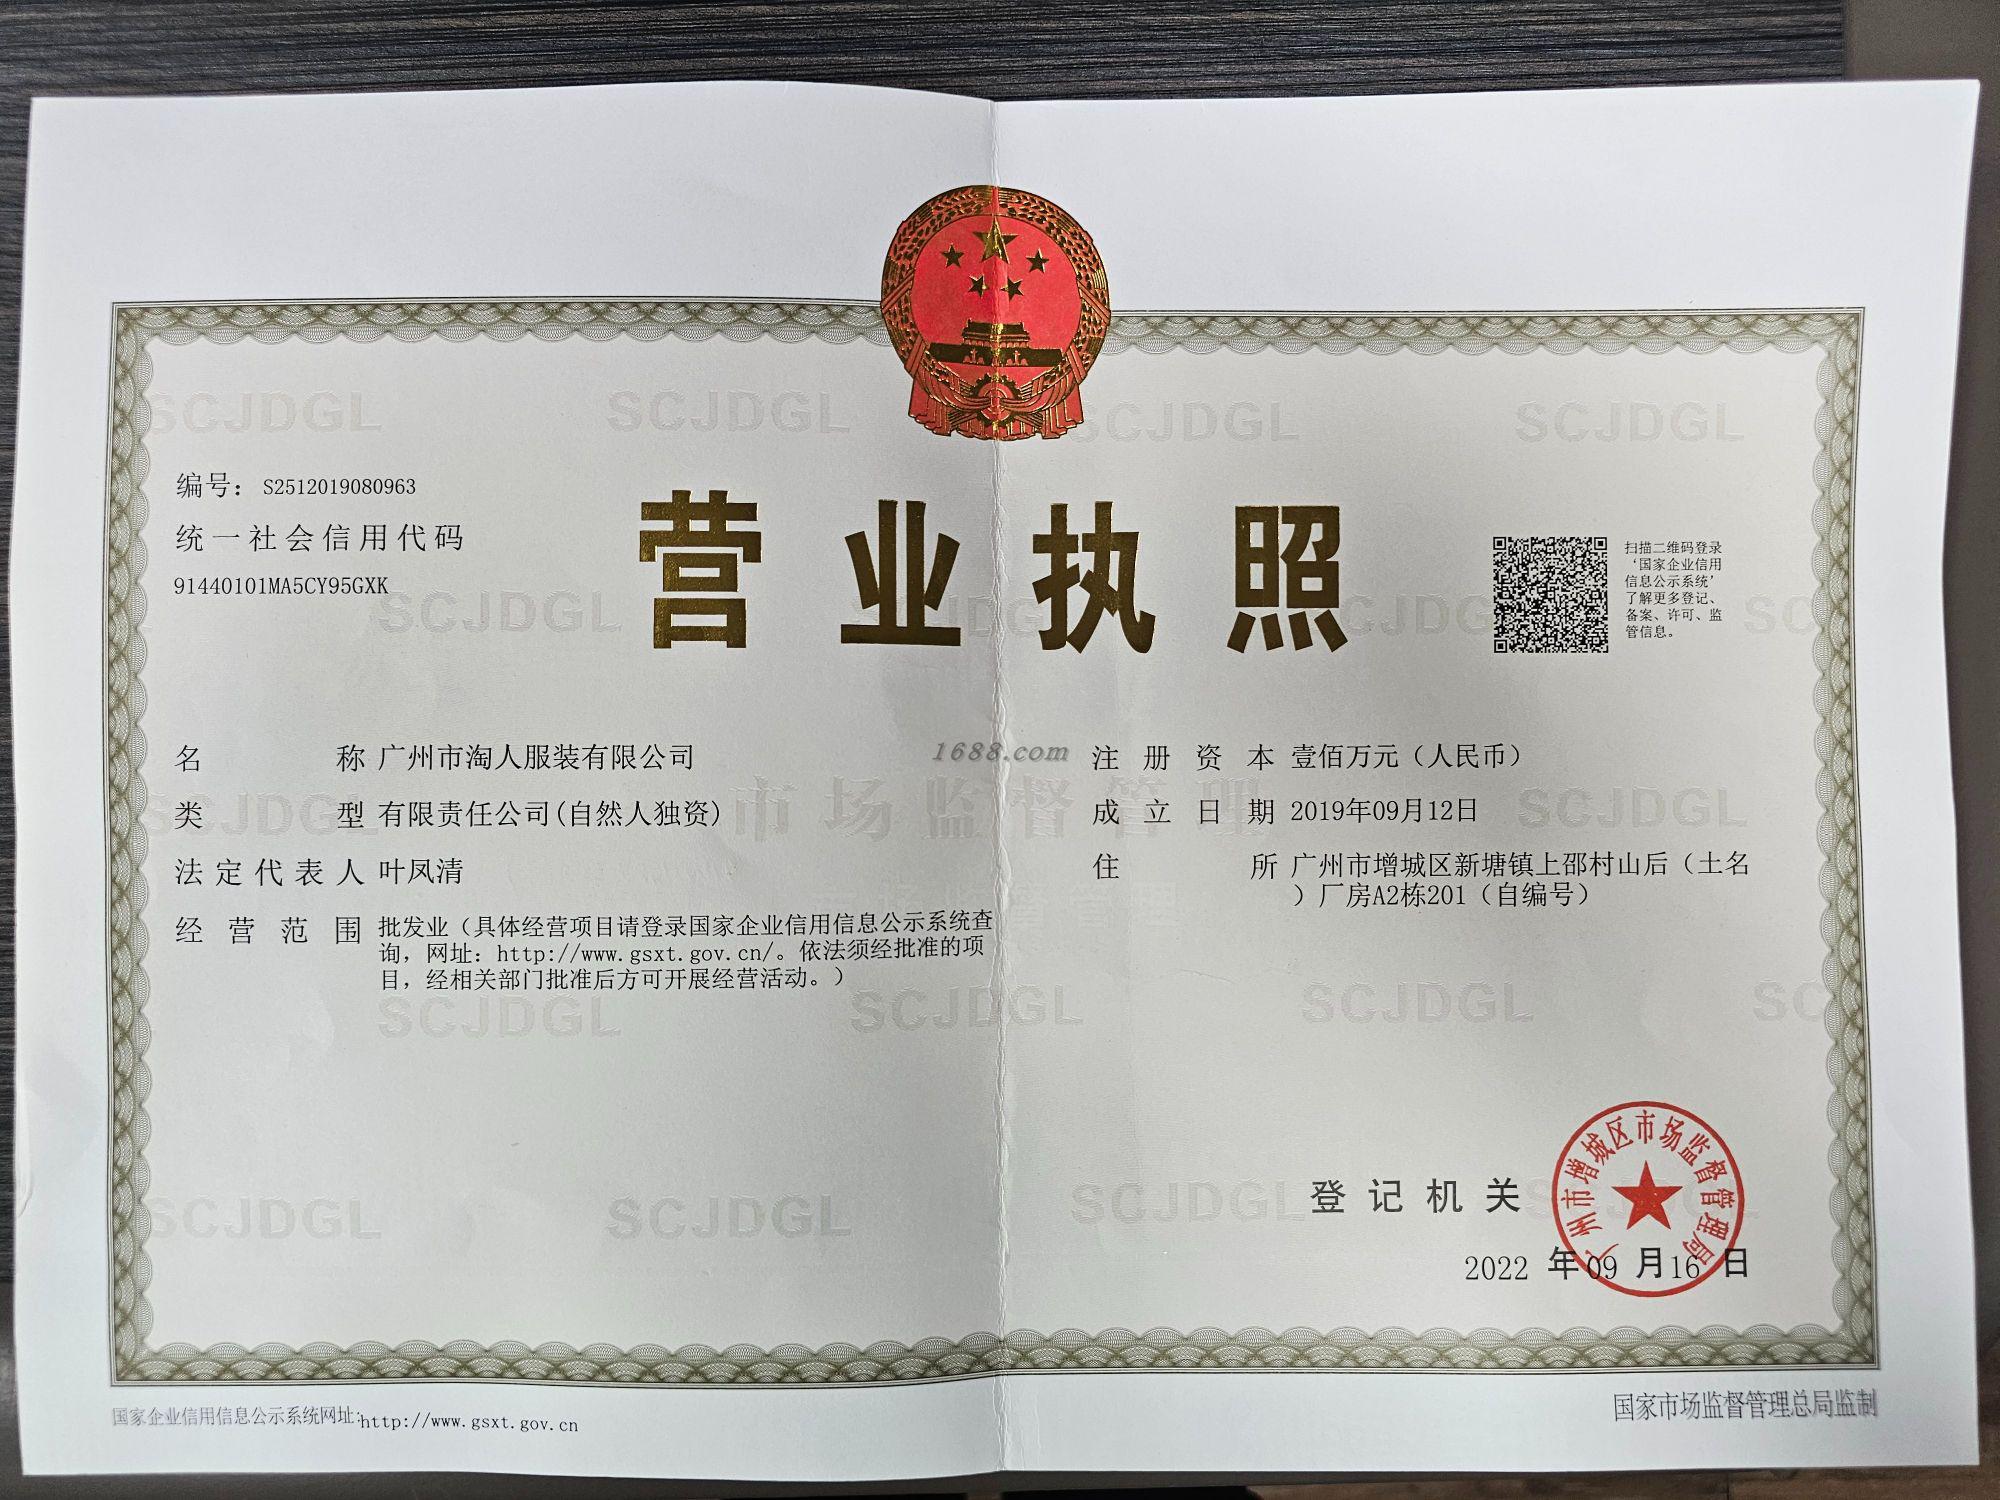 编号： S2512019080963
统一社会信用代码
91440101MA5CY95GXK
营业执照
扫描二维码登录
‘国家企业信用
信息公示系统’
了解更多登记、
备案、许可、监
管信息。
名称 广州市淘人服装有限公司
类型 有限责任公司(自然人独资)
法定代表人 叶凤清
经营范围 批发业（具体经营项目请登录国家企业信用信息公示系统查
询，网址：http://www.gsxt.gov.cn/。依法须经批准的项
目，经相关部门批准后方可开展经营活动。）
1688.com
注册资本 壹佰万元（人民币）
成立日期 2019年09月12日
住所 广州市增城区新塘镇上邵村山后（土名
）厂房A2栋201（自编号）
市场监督管理
SCJDGL
登记机关
广州市增城区市场监督管理局
2022 年09 月16 日
国家企业信用信息公示系统网址:http://www.gsxt.gov.cn
国家市场监督管理总局监制